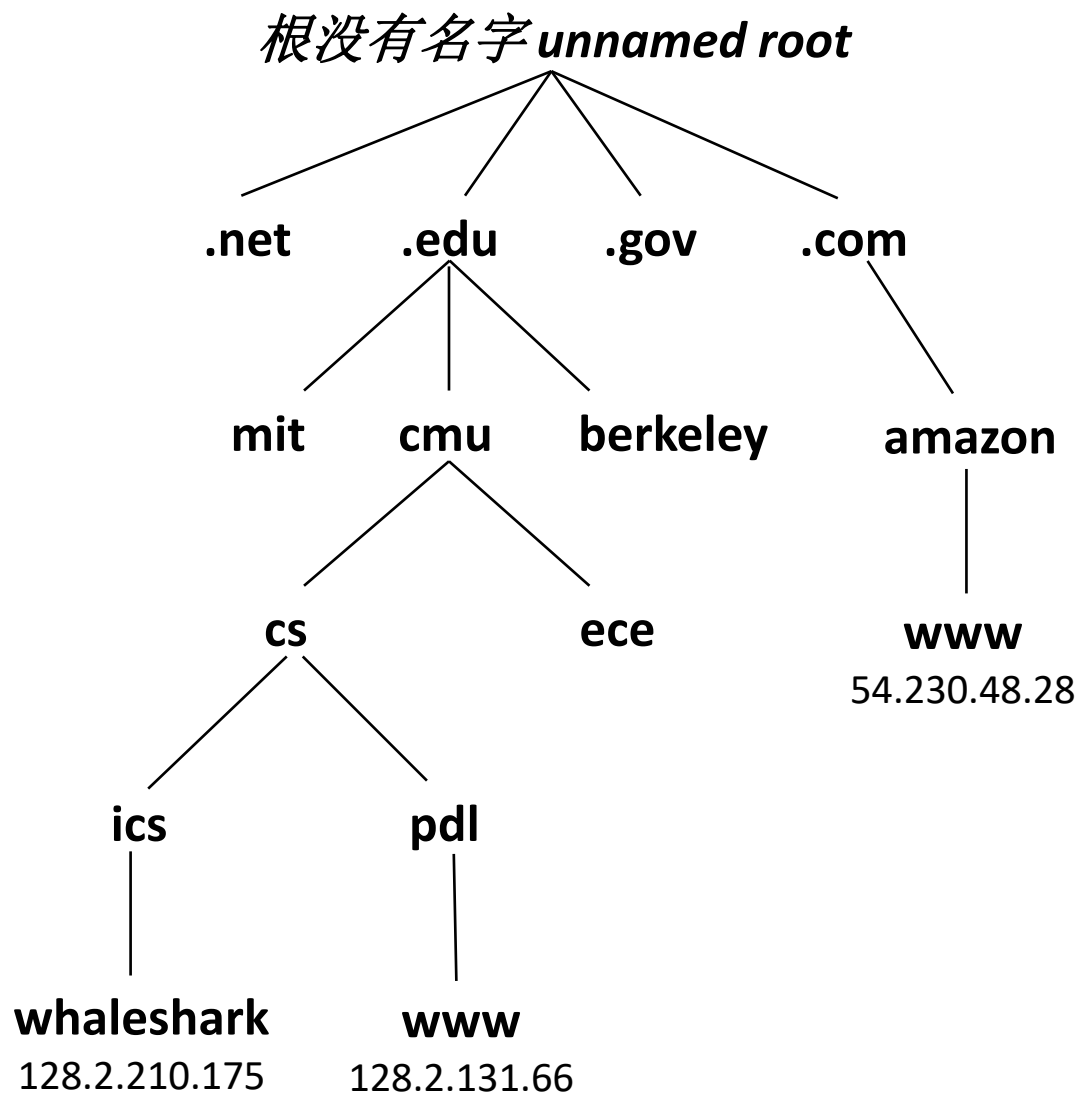 根没有名字 unnamed root
.net .edu .gov .com
mit cmu berkeley amazon
cs ece www
54.230.48.28
ics pdl
whaleshark www
128.2.210.175 128.2.131.66